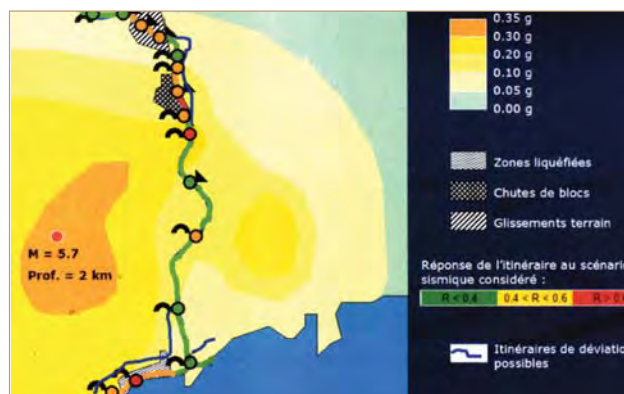 0.35 g
0.30 g
0.20 g
0.10 g
0.05 g
0.00 g
M = 5.7
Prof. = 2 km
Zones liquéfiées
Chutes de blocs
Glissements terrain
Réponse de l'itinéraire au scénario
sismique considéré :
R < 0.4
0.4 < R < 0.6
R > 0.6
Itinéraires de déviation
possibles